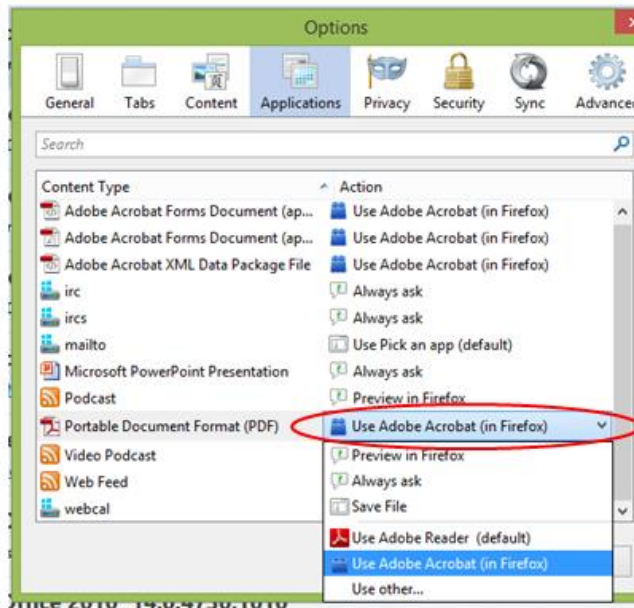 Options
General Tabs Content Applications Privacy Security Sync Advance
Search
Content Type Action
Adobe Acrobat Forms Document (ap... Use Adobe Acrobat (in Firefox)
Adobe Acrobat Forms Document (ap... Use Adobe Acrobat (in Firefox)
Adobe Acrobat XML Data Package File Use Adobe Acrobat (in Firefox)
irc Always ask
ircs Always ask
mailto Use Pick an app (default)
Microsoft PowerPoint Presentation Always ask
Podcast Preview in Firefox
Portable Document Format (PDF) Use Adobe Acrobat (in Firefox)
Video Podcast Preview in Firefox
Web Feed Always ask
webcal Save File
Use Adobe Reader (default)
Use Adobe Acrobat (in Firefox)
Use other...